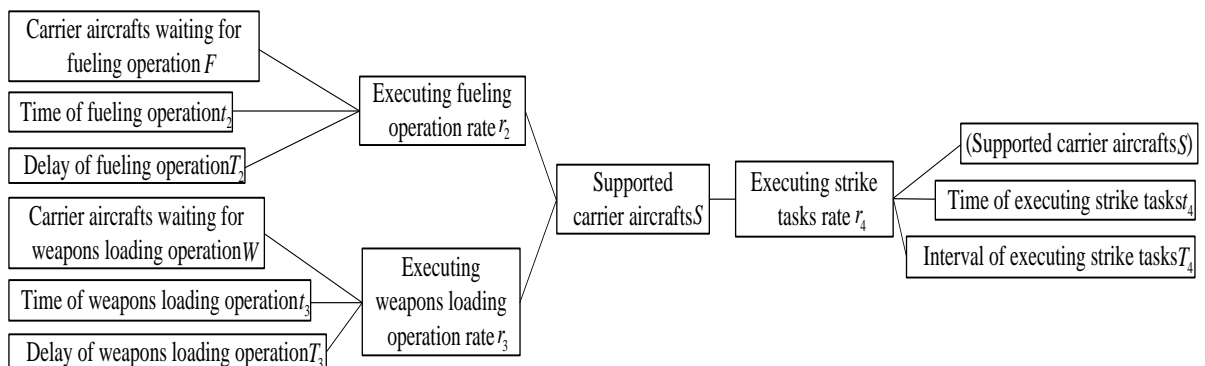 Carrier aircrafts waiting for
fueling operation F
Time of fueling operation t₂
Delay of fueling operation T₂
Carrier aircrafts waiting for
weapons loading operation W
Time of weapons loading operation t₃
Delay of weapons loading operation T₃
Executing fueling
operation rate r₂
Executing
weapons loading
operation rate r₃
Supported
carrier aircrafts S
Executing strike
tasks rate r₄
(Supported carrier aircrafts S)
Time of executing strike tasks t₄
Interval of executing strike tasks T₄